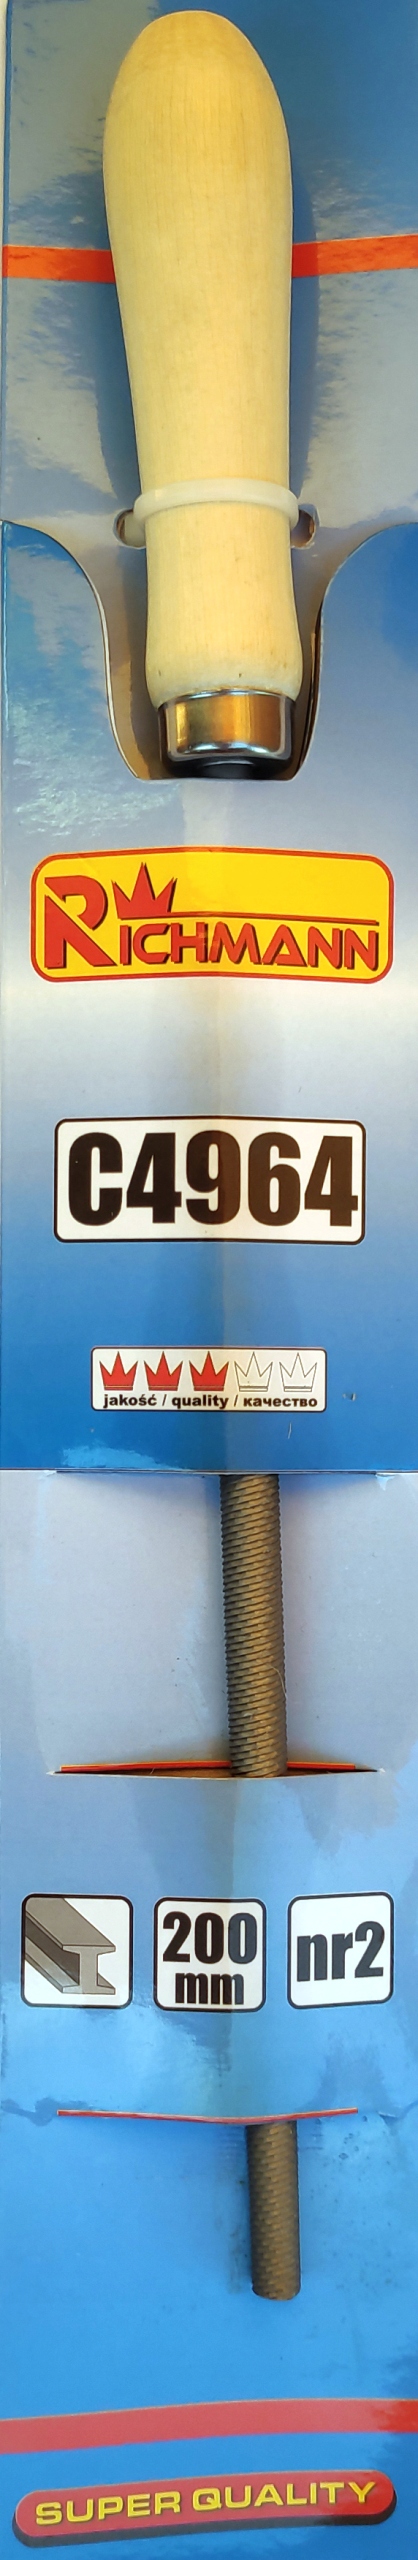 RICHMANN
C4964
jakość / quality / качество
200
mm
nr2
SUPER QUALITY